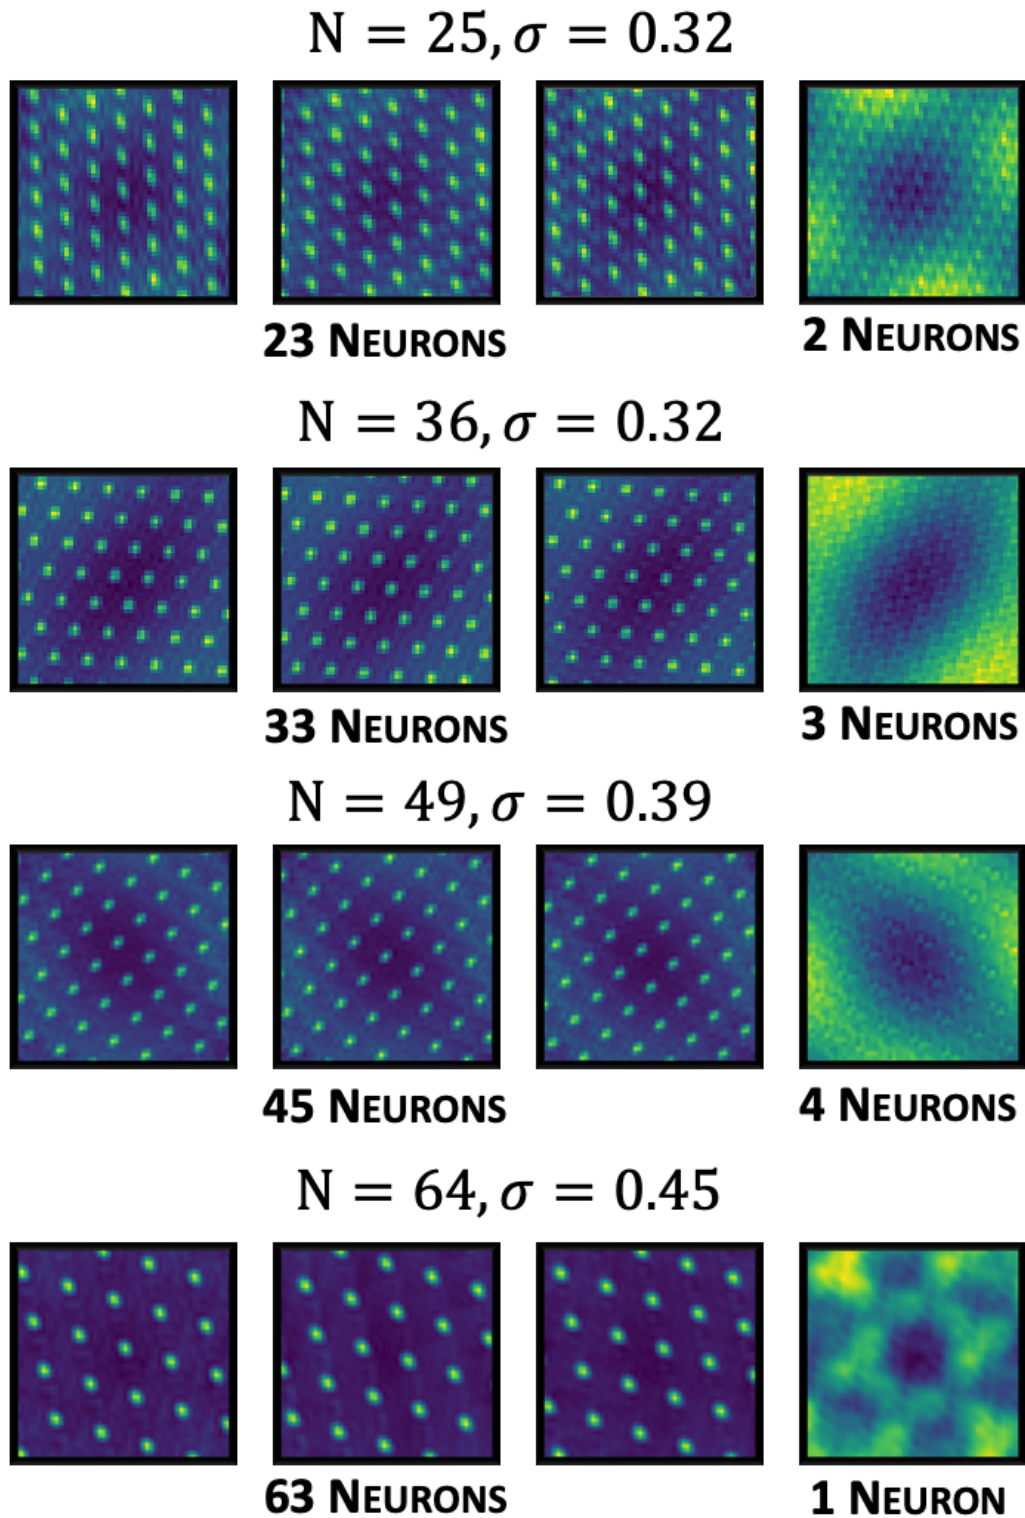 N = 25, σ = 0.32
23 NEURONS
2 NEURONS
N = 36, σ = 0.32
33 NEURONS
3 NEURONS
N = 49, σ = 0.39
45 NEURONS
4 NEURONS
N = 64, σ = 0.45
63 NEURONS
1 NEURON